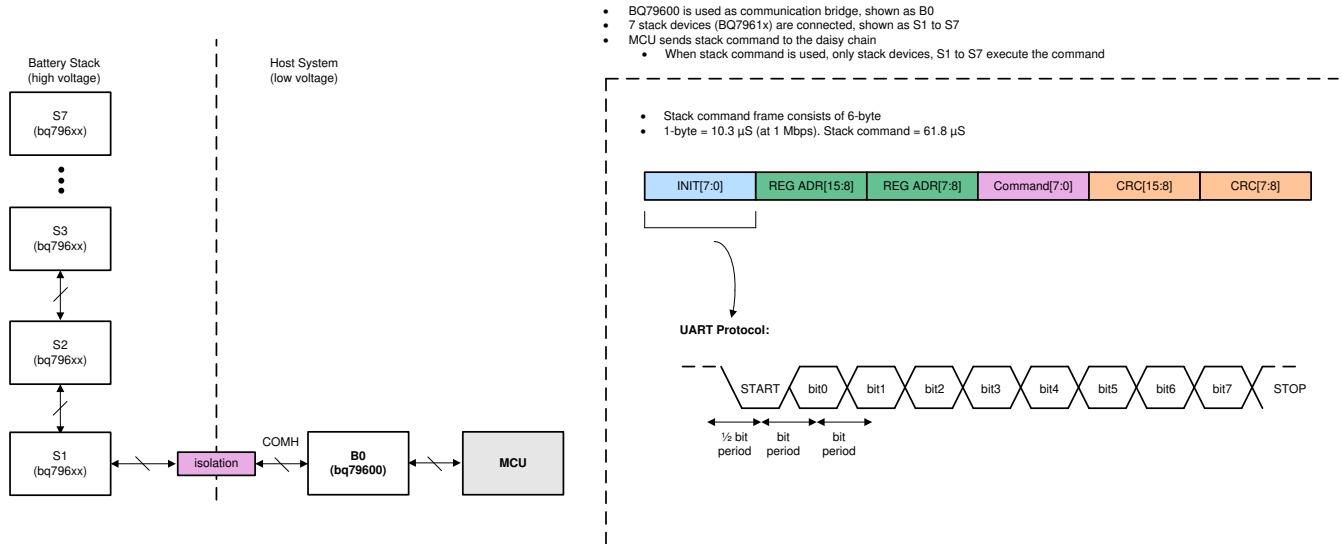 BQ79600 is used as communication bridge, shown as B0
7 stack devices (BQ7961x) are connected, shown as S1 to S7
MCU sends stack command to the daisy chain
When stack command is used, only stack devices, S1 to S7 execute the command
Battery Stack
(high voltage)
Host System
(low voltage)
S7
(bq796xx)
S3
(bq796xx)
S2
(bq796xx)
S1
(bq796xx)
isolation
COMH
B0
(bq79600)
MCU
Stack command frame consists of 6-byte
1-byte = 10.3 µS (at 1 Mbps). Stack command = 61.8 µS
INIT[7:0]
REG ADR[15:8]
REG ADR[7:8]
Command[7:0]
CRC[15:8]
CRC[7:8]
UART Protocol:
START
bit0
bit1
bit2
bit3
bit4
bit5
bit6
bit7
STOP
½ bit
period
bit
period
bit
period